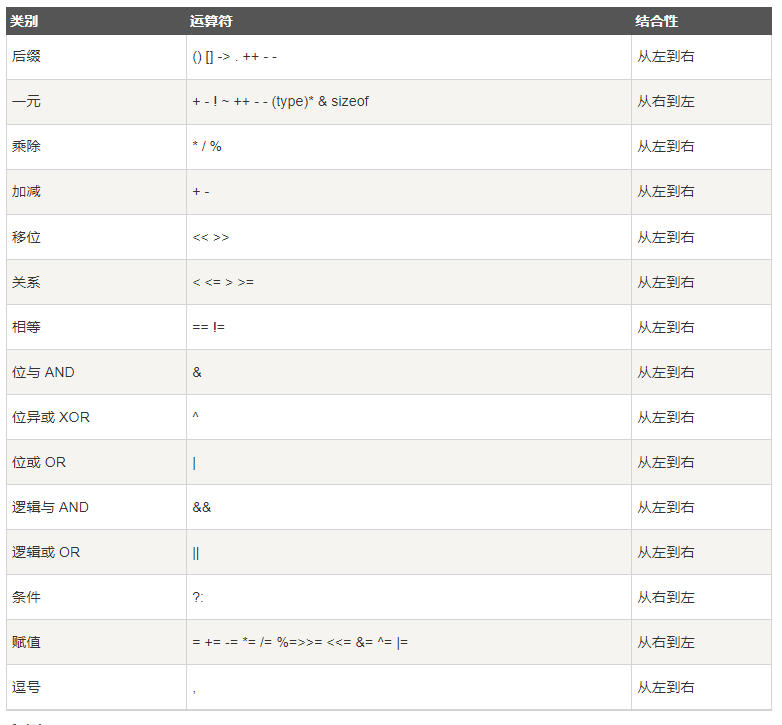 类别 运算符 结合性
后缀 () [] -> . ++ - - 从左到右
一元 + - ! ~ ++ - - (type)* & sizeof 从右到左
乘除 * / % 从左到右
加减 + - 从左到右
移位 << >> 从左到右
关系 < <= > >= 从左到右
相等 == != 从左到右
位与 AND & 从左到右
位异或 XOR ^ 从左到右
位或 OR | 从左到右
逻辑与 AND && 从左到右
逻辑或 OR || 从左到右
条件 ?: 从右到左
赋值 = += -= *= /= %=>>= <<= &= ^= |= 从右到左
逗号 , 从左到右